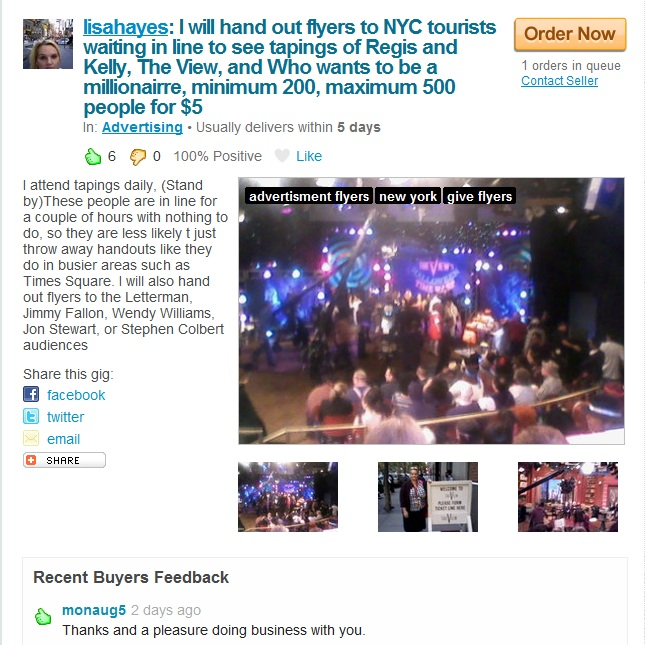 lisahayes: I will hand out flyers to NYC tourists
waiting in line to see tapings of Regis and
Kelly, The View, and Who wants to be a
millionairre, minimum 200, maximum 500
people for $5
In: Advertising • Usually delivers within 5 days
6 0 100% Positive Like
Order Now
1 orders in queue
Contact Seller
I attend tapings daily, (Stand
by)These people are in line for
a couple of hours with nothing to
do, so they are less likely t just
throw away handouts like they
do in busier areas such as
Times Square. I will also hand
out flyers to the Letterman,
Jimmy Fallon, Wendy Williams,
Jon Stewart, or Stephen Colbert
audiences
Share this gig:
facebook
twitter
email
SHARE
advertisment flyers new york give flyers
WELCOME TO
PLEASE FORM
TICKET LINE HERE
Recent Buyers Feedback
monaug5 2 days ago
Thanks and a pleasure doing business with you.